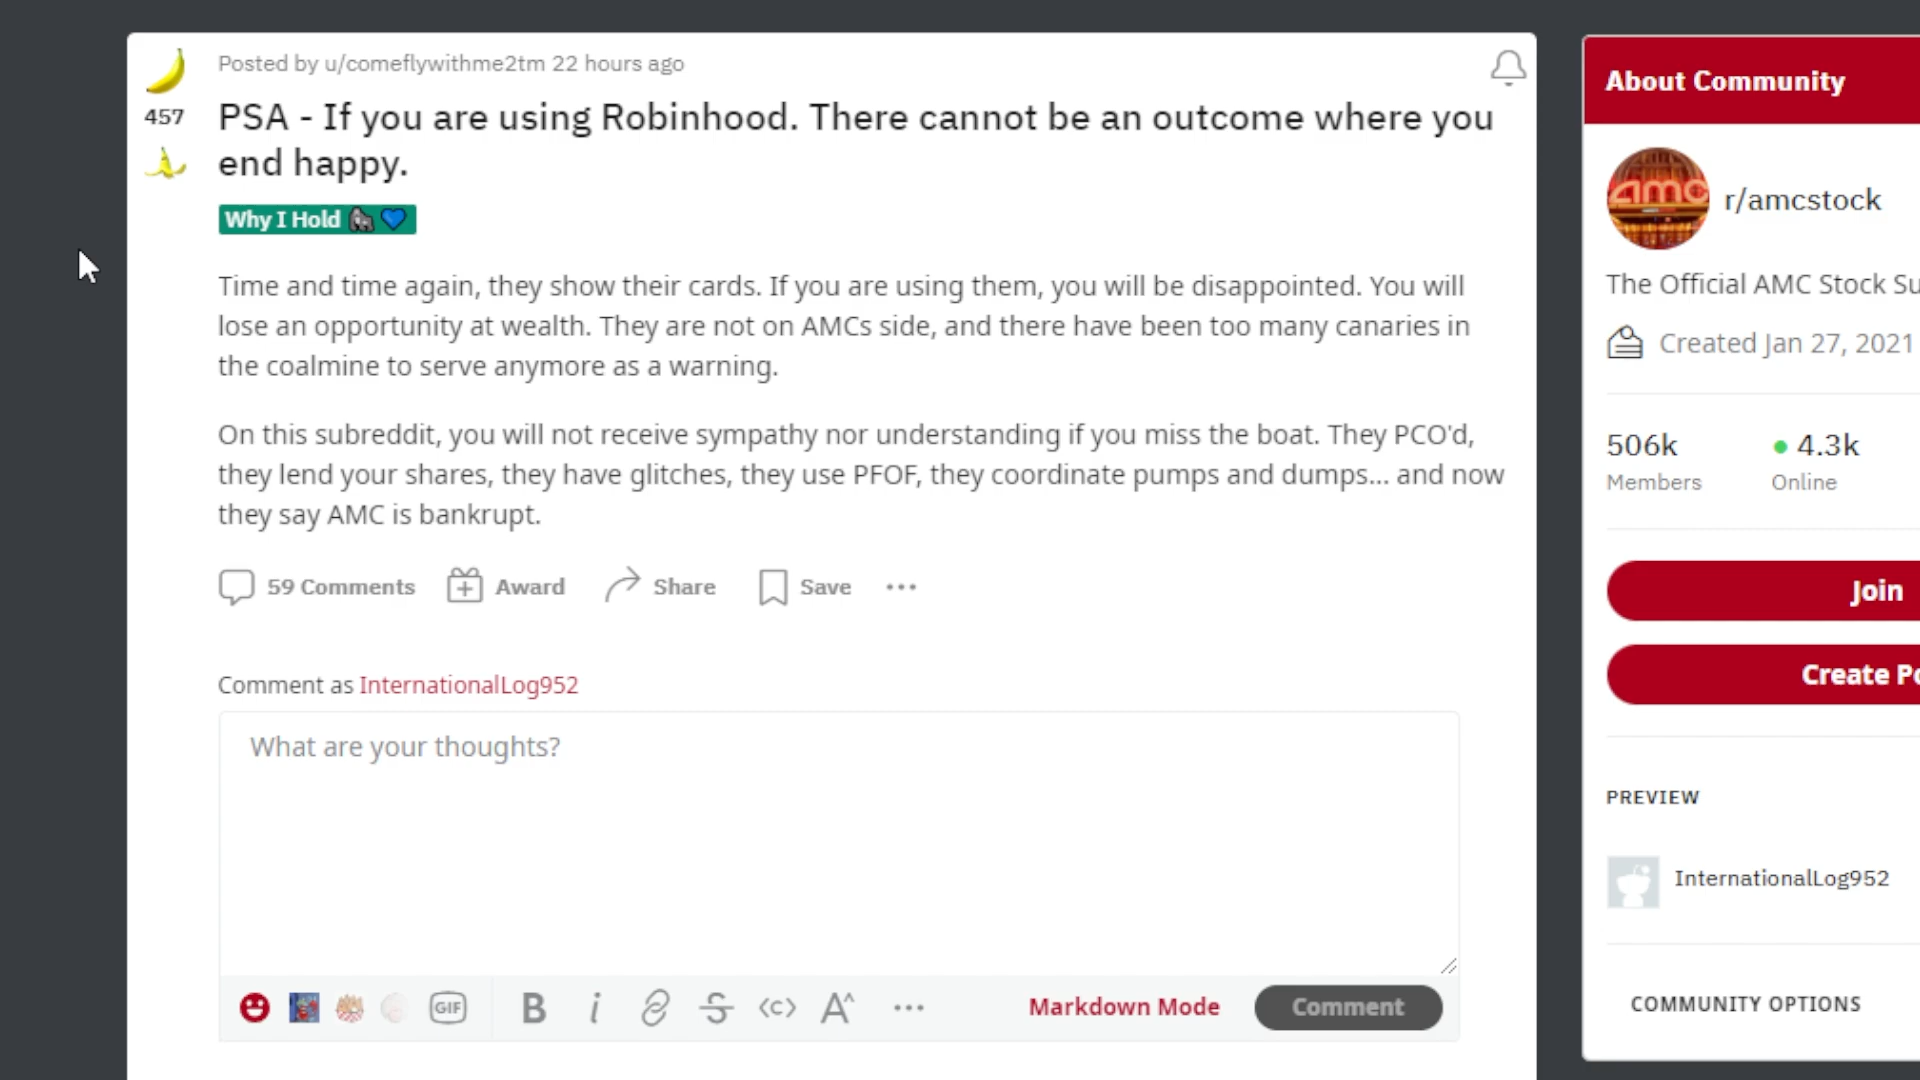 Posted by u/comeflywithme2tm 22 hours ago
457
PSA - If you are using Robinhood. There cannot be an outcome where you
end happy.
Why I Hold
Time and time again, they show their cards. If you are using them, you will be disappointed. You will
lose an opportunity at wealth. They are not on AMCs side, and there have been too many canaries in
the coalmine to serve anymore as a warning.
On this subreddit, you will not receive sympathy nor understanding if you miss the boat. They PCO'd,
they lend your shares, they have glitches, they use PFOF, they coordinate pumps and dumps... and now
they say AMC is bankrupt.
59 Comments Award Share Save
Comment as InternationalLog952
What are your thoughts?
GIF B i <c> A^ Markdown Mode Comment
About Community
amc
r/amcstock
The Official AMC Stock Su
Created Jan 27, 2021
506k 4.3k
Members Online
Join
Create Po
PREVIEW
InternationalLog952
COMMUNITY OPTIONS